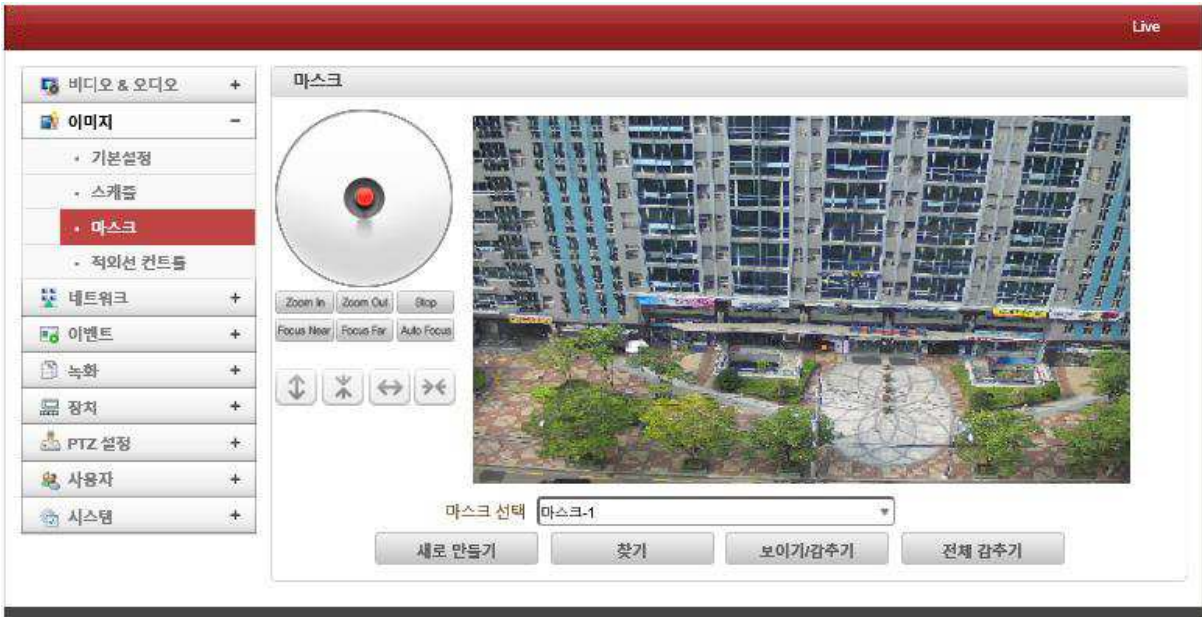 Live
비디오 & 오디오 +
이미지 -
기본설정
스케줄
마스크
적외선 컨트롤
네트워크 +
이벤트 +
녹화 +
장치 +
PTZ 설정 +
사용자 +
시스템 +
마스크
Zoom In Zoom Out Stop
Focus Near Focus Far Auto Focus
마스크 선택 마스크-1
새로 만들기 찾기 보이기/감추기 전체 감추기